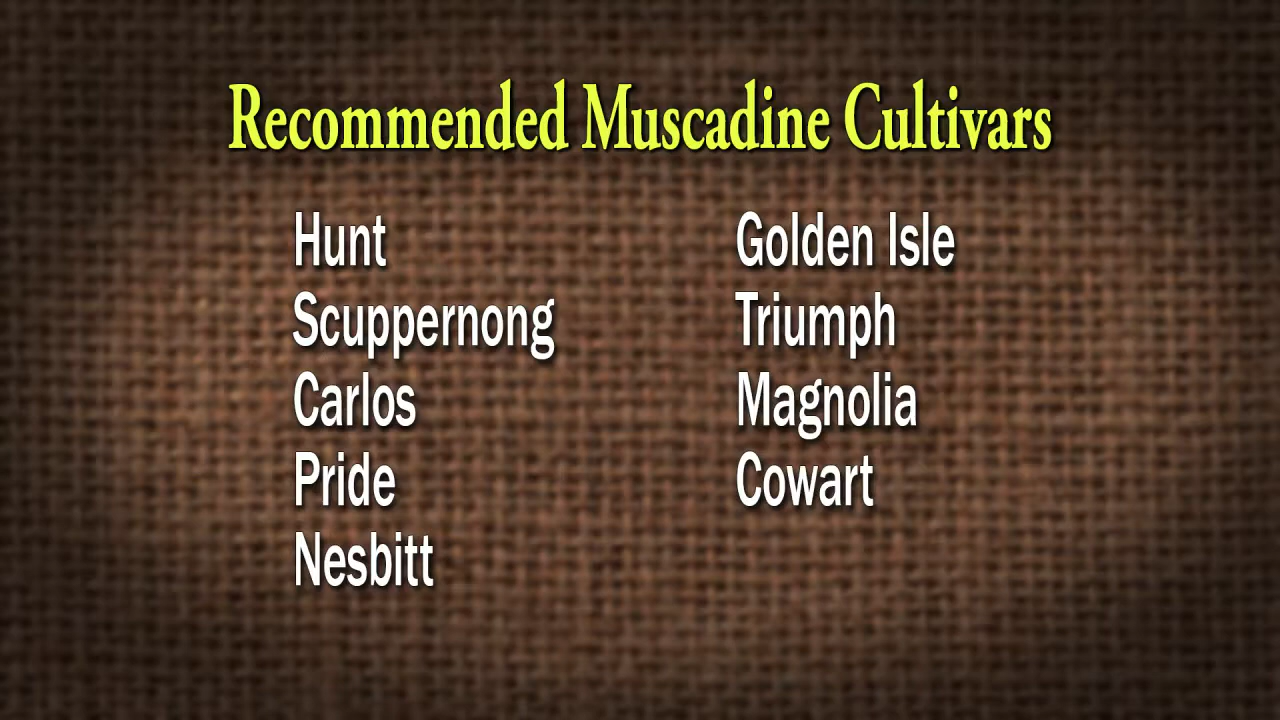 Recommended Muscadine Cultivars
Hunt
Scuppernong
Carlos
Pride
Nesbitt
Golden Isle
Triumph
Magnolia
Cowart